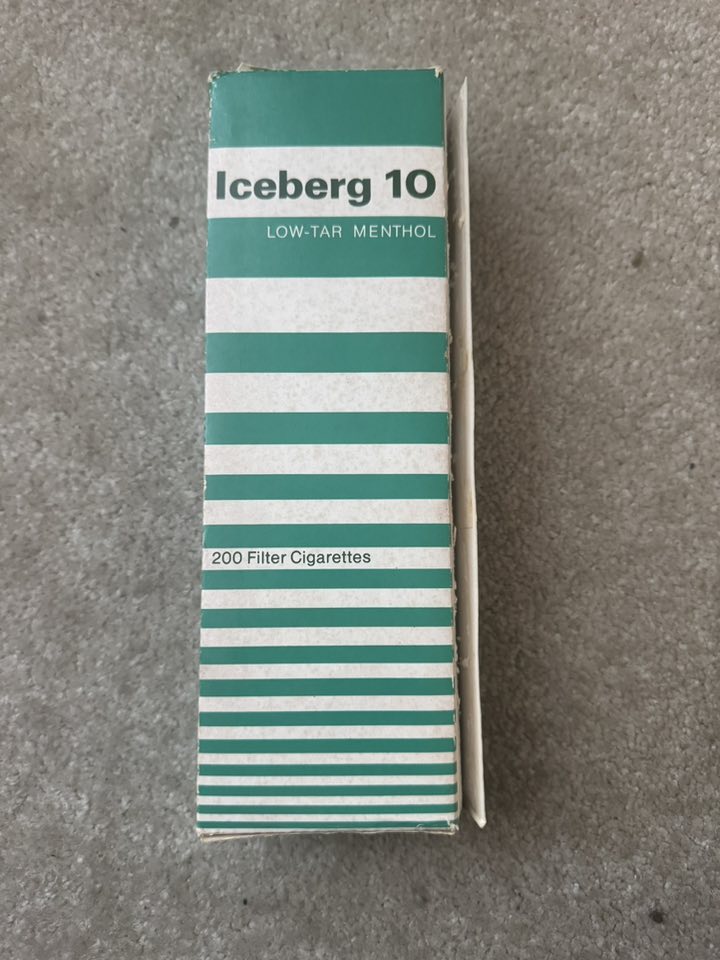 Iceberg 10
LOW-TAR MENTHOL
200 Filter Cigarettes